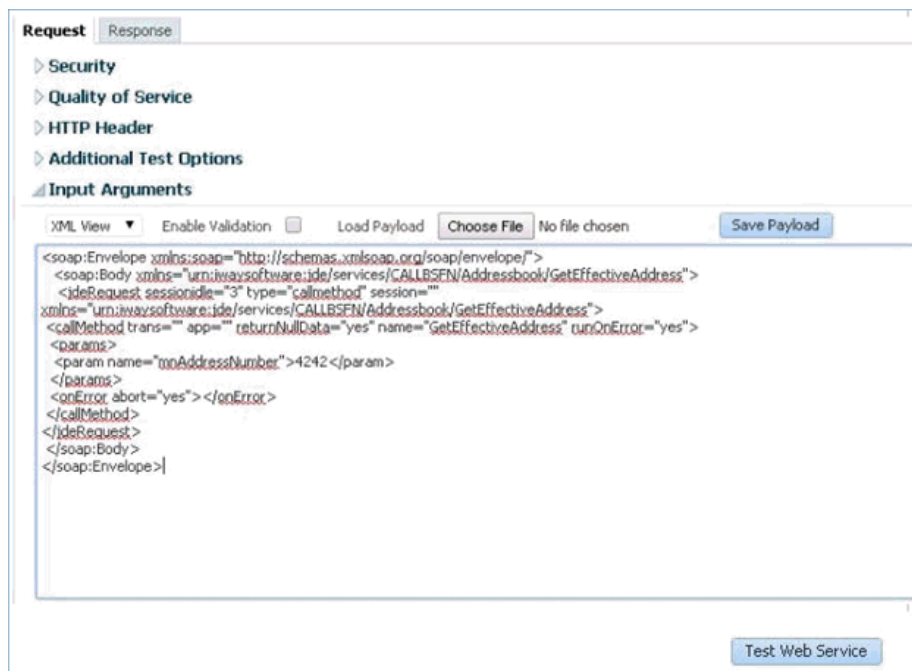 Request Response
Security
Quality of Service
HTTP Header
Additional Test Options
Input Arguments
XML View Enable Validation Load Payload Choose File No file chosen Save Payload
<soap:Envelope xmlns:soap="http://schemas.xmlsoap.org/soap/envelope/">
<soap:Body xmlns="urn:iwaysoftware:jde/services/CALLBSFN/Addressbook/GetEffectiveAddress">
<jdeRequest sessionidle="3" type="callmethod" session=""
xmlns="urn:iwaysoftware:jde/services/CALLBSFN/Addressbook/GetEffectiveAddress">
<callMethod trans="" app="" returnNullData="yes" name="GetEffectiveAddress" runOnError="yes">
<params>
<param name="mnAddressNumber">4242</param>
</params>
<onError abort="yes"></onError>
</callMethod>
</jdeRequest>
</soap:Body>
</soap:Envelope>
Test Web Service